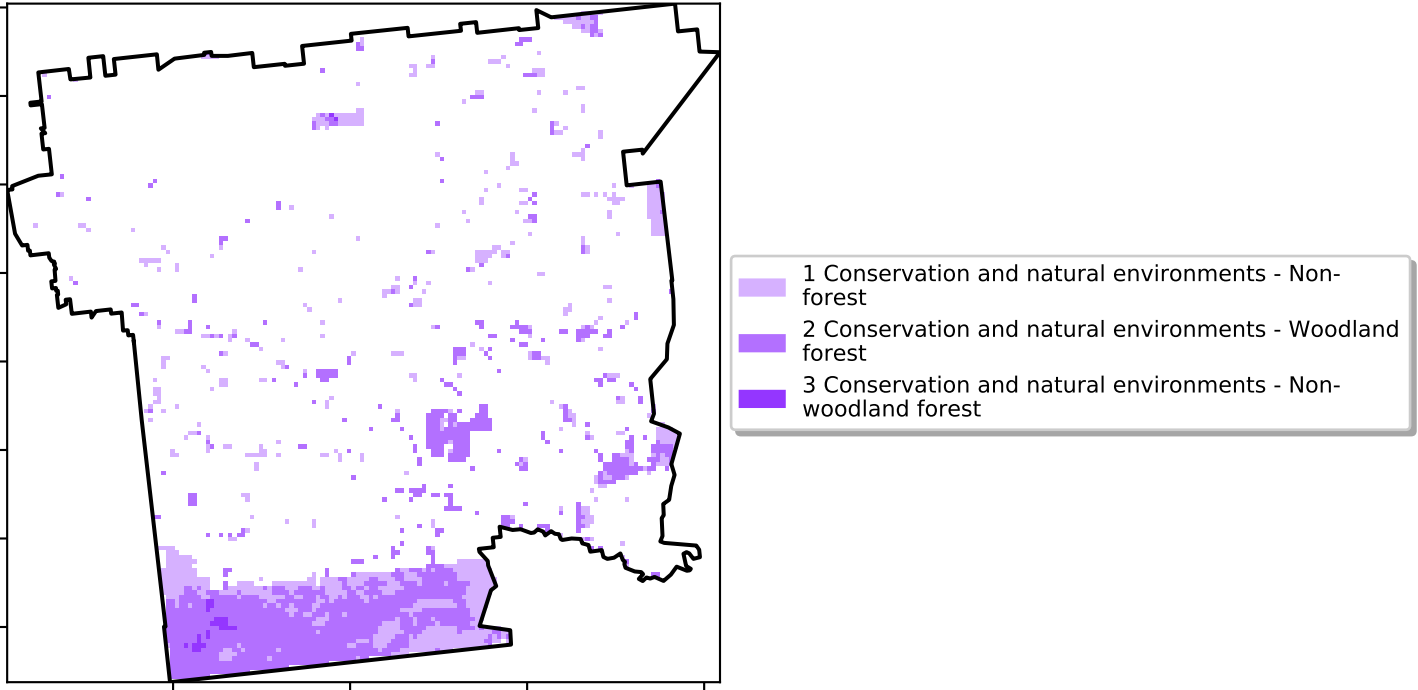 1 Conservation and natural environments - Non-
forest
2 Conservation and natural environments - Woodland
forest
3 Conservation and natural environments - Non-
woodland forest